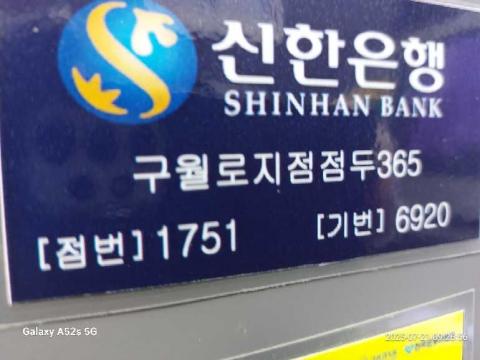 신한은행
SHINHAN BANK
구월로지점점두365
[점번] 1751 [기번] 6920
Galaxy A52s 5G